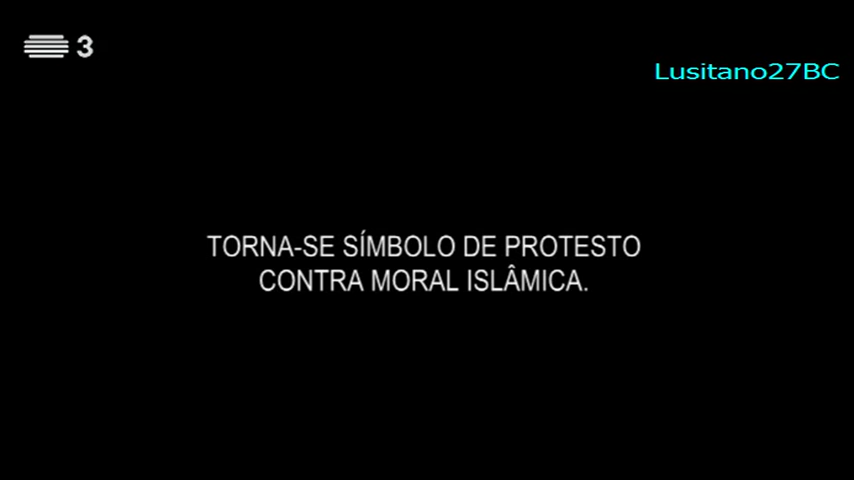 3
Lusitano27BC
TORNA-SE SÍMBOLO DE PROTESTO
CONTRA MORAL ISLÂMICA.